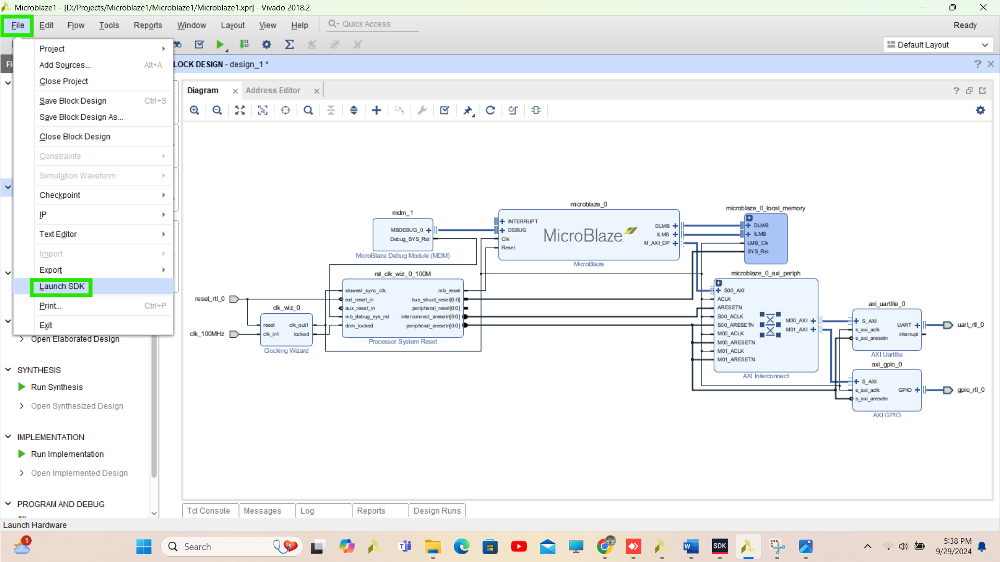 Microblaze1 - [D:/Projects/Microblaze1/Microblaze1/Microblaze1.xpr] - Vivado 2018.2
File Edit Flow Tools Reports Window Layout View Help Quick Access Ready
Default Layout
LOCK DESIGN - design_1 *
Project
Add Sources... Alt+A
Close Project
Save Block Design Ctrl+S
Save Block Design As...
Close Block Design
Constraints
Simulation Waveform
Checkpoint
IP
Text Editor
Import
Export
Launch SDK
Print... Ctrl+P
Exit
Open Elaborated Design
SYNTHESIS
Run Synthesis
Open Synthesized Design
IMPLEMENTATION
Run Implementation
Open Implemented Design
PROGRAM AND DEBUG
Diagram Address Editor
mdm_1
MBDEBUG_0
Debug_SYS_Rst
MicroBlaze Debug Module (MDM)
microblaze_0
INTERRUPT
DEBUG
Clk
Reset
MicroBlaze
DLMB
ILMB
M_AXI_DP
MicroBlaze
microblaze_0_local_memory
DLMB
ILMB
LMB_Clk
SYS_Rst
rst_clk_wiz_0_100M
slowest_sync_clk
ext_reset_in
aux_reset_in
mb_debug_sys_rst
dcm_locked
mb_reset
bus_struct_reset[0:0]
peripheral_reset[0:0]
interconnect_aresetn[0:0]
peripheral_aresetn[0:0]
Processor System Reset
reset_rtl_0
clk_100MHz
clk_wiz_0
reset
clk_in1
clk_out1
locked
Clocking Wizard
microblaze_0_axi_periph
S00_AXI
ACLK
ARESETN
S00_ACLK
S00_ARESETN
M00_ACLK
M00_ARESETN
M01_ACLK
M01_ARESETN
M00_AXI
M01_AXI
AXI Interconnect
axi_uartlite_0
S_AXI
s_axi_aclk
s_axi_aresetn
UART
interrupt
AXI Uartlite
uart_rtl_0
axi_gpio_0
S_AXI
s_axi_aclk
s_axi_aresetn
GPIO
AXI GPIO
gpio_rtl_0
Tcl Console Messages Log Reports Design Runs
Launch Hardware
1
Search
SDK
5:38 PM
9/29/2024